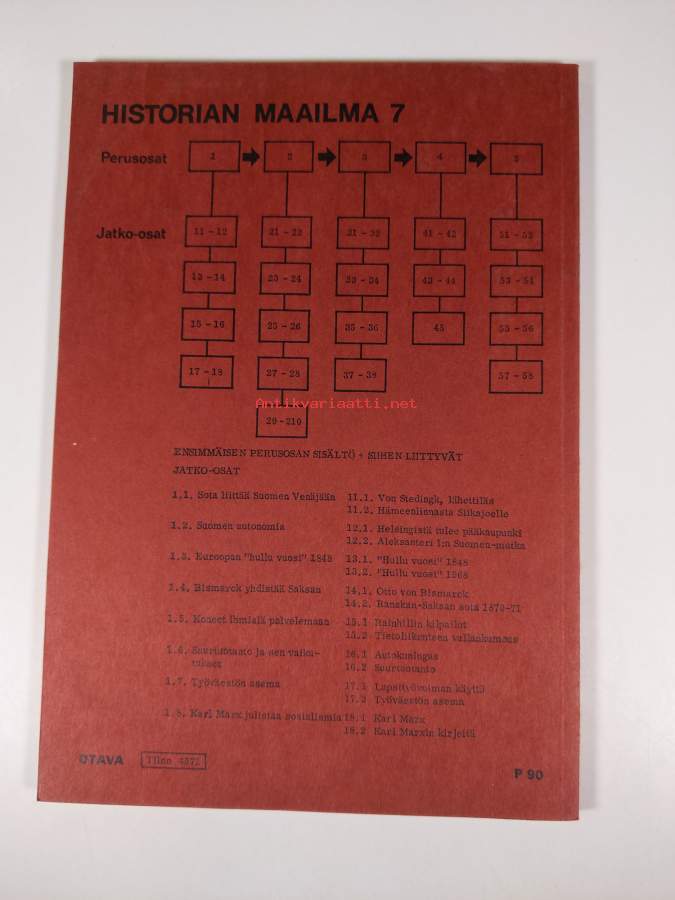 HISTORIAN MAAILMA 7
Perusosat 1 2 3 4 5
Jatko-osat 11 - 12 21 - 22 31 - 32 41 - 42 51 - 52
13 - 14 23 - 24 33 - 34 43 - 44 53 - 54
15 - 16 25 - 26 35 - 36 45 55 - 56
17 - 18 27 - 28 37 - 38 57 - 58
Antikvariaatti.net
29 - 210
ENSIMMÄISEN PERUSOSAN SISÄLTÖ + SIIHEN LIITTYVÄT
JATKO-OSAT
1.1. Sota liittää Suomen Venäjään 11.1. Von Stedingk, lähettiläs
11.2. Hämeenlinnasta Siikajoelle
1.2. Suomen autonomia 12.1. Helsingistä tulee pääkaupunki
12.2. Aleksanteri I:n Suomen-matka
1.3. Euroopan "hullu vuosi" 1848 13.1. "Hullu vuosi" 1848
13.2. "Hullu vuosi" 1968
1.4. Bismarck yhdistää Saksan 14.1. Otto von Bismarck
14.2. Ranskan-Saksan sota 1870-71
1.5. Koneet ihmisiä palvelemaan 15.1 Rainhillin kilpailut
15.2 Tietoliikenteen vallankumous
1.6. Suurtuotanto ja sen vaiku- 16.1 Autokuningas
tukset 16.2 Suurtuotanto
1.7. Työväestön asema 17.1 Lapsityövoiman käyttö
17.2 Työväestön asema
1.8. Karl Marx julistaa sosialismia 18.1 Karl Marx
18.2 Karl Marxin kirjeitä
OTAVA Tilno
P 90